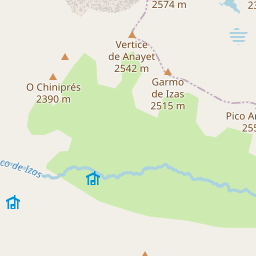 2574 m
Vertice
de Anayet
2542 m
Garmo
de Izas
2515 m
O Chiniprés
2390 m
Pico
co de Izas